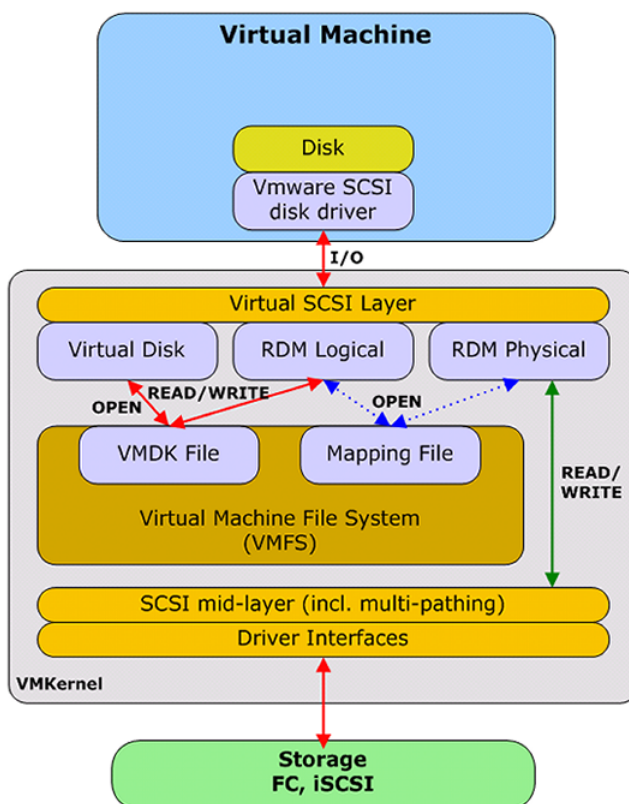 Virtual Machine
Disk
Vmware SCSI
disk driver
I/O
Virtual SCSI Layer
Virtual Disk
RDM Logical
RDM Physical
READ/WRITE
OPEN
OPEN
VMDK File
Mapping File
READ/
WRITE
Virtual Machine File System
(VMFS)
SCSI mid-layer (incl. multi-pathing)
Driver Interfaces
VMKernel
Storage
FC, iSCSI